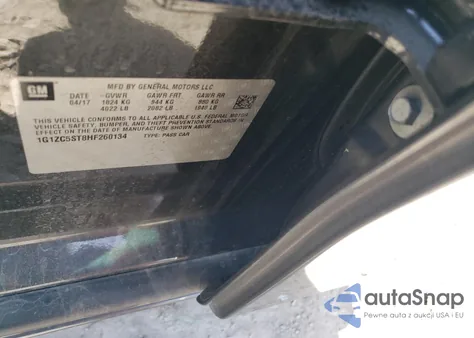 GM
MFD BY GENERAL MOTORS LLC
DATE GVWR GAWR FRT GAWR RR
04/17 1824 KG 944 KG 880 KG
4022 LB 2082 LB 1940 LB
THIS VEHICLE CONFORMS TO ALL APPLICABLE U.S. FEDERAL MOTOR
VEHICLE SAFETY, BUMPER, AND THEFT PREVENTION STANDARDS IN
EFFECT ON THE DATE OF MANUFACTURE SHOWN ABOVE.
1G1ZC5ST8HF260134
TYPE: PASS CAR
autoSnap
Pewne auta z aukcji USA i EU